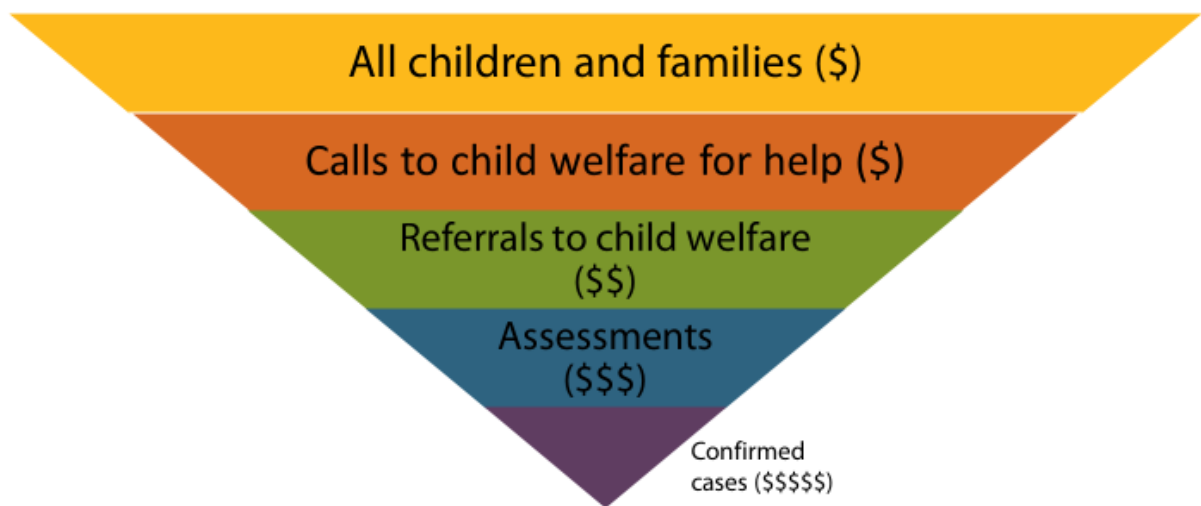 All children and families ($)
Calls to child welfare for help ($)
Referrals to child welfare
($$)
Assessments
($$$)
Confirmed
cases ($$$$$)